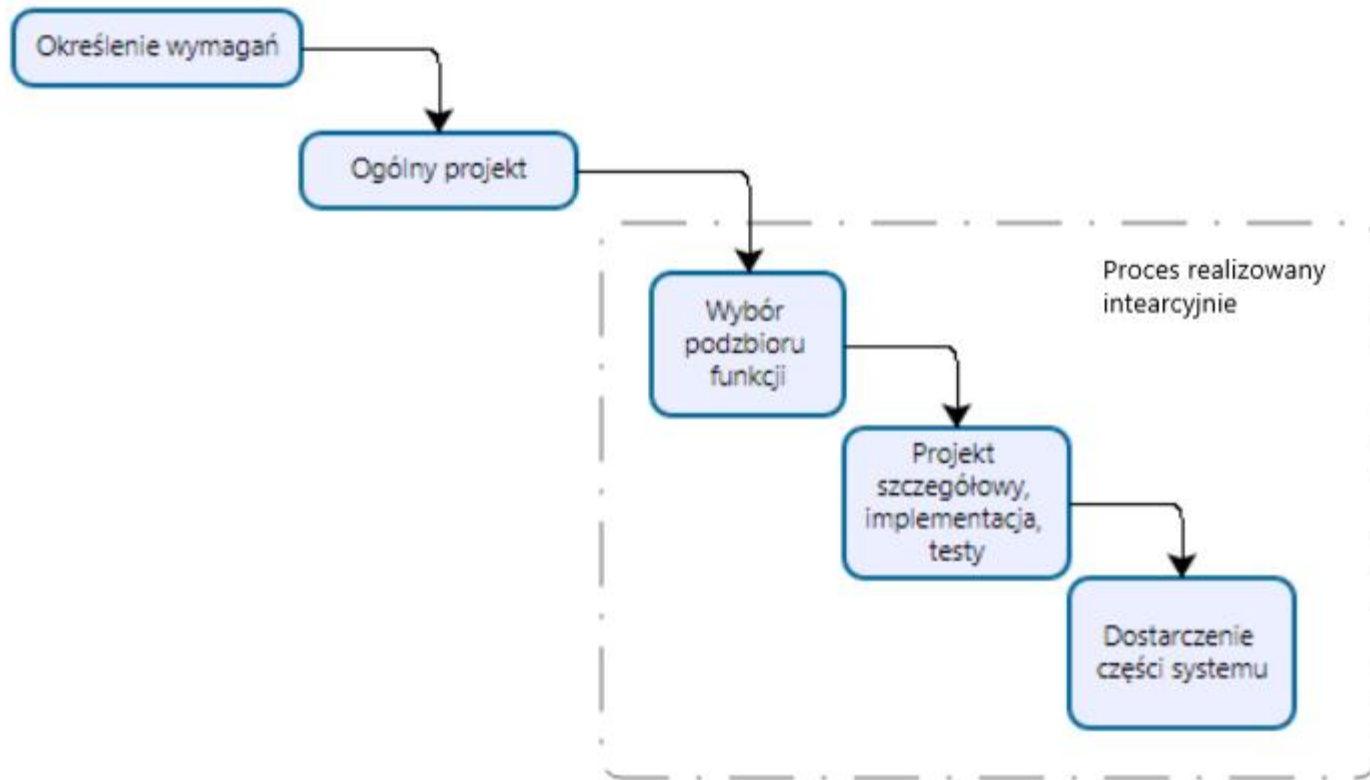 Określenie wymagań
Ogólny projekt
Proces realizowany
intearcyjnie
Wybór
podzbioru
funkcji
Projekt
szczegółowy,
implementacja,
testy
Dostarczenie
części systemu